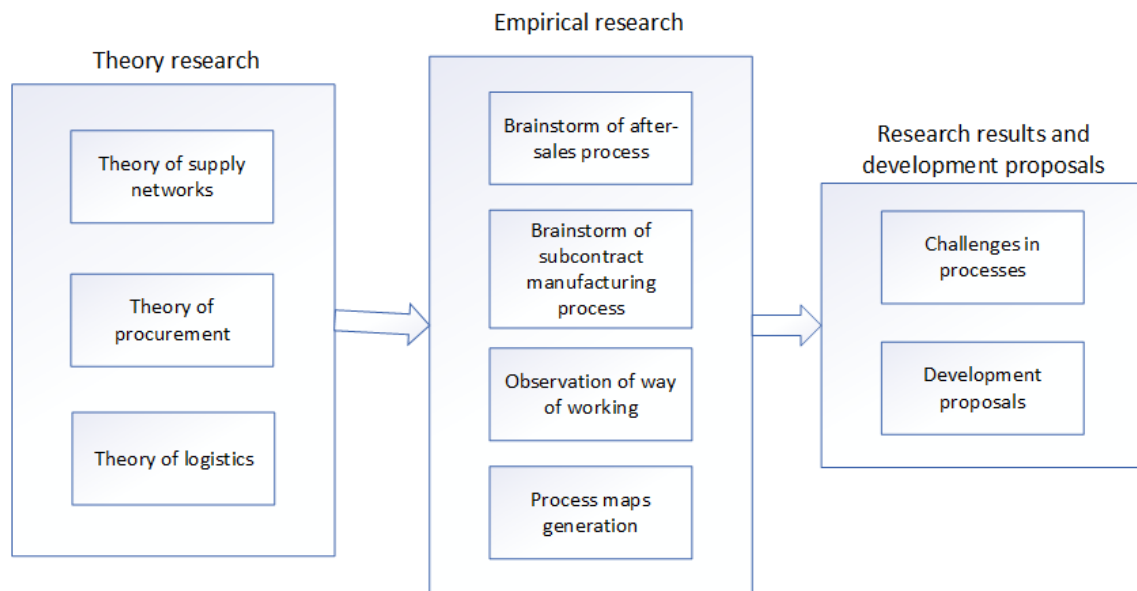 Theory research
Theory of supply
networks
Theory of
procurement
Theory of logistics
Empirical research
Brainstorm of after-
sales process
Brainstorm of
subcontract
manufacturing
process
Observation of way
of working
Process maps
generation
Research results and
development proposals
Challenges in
processes
Development
proposals